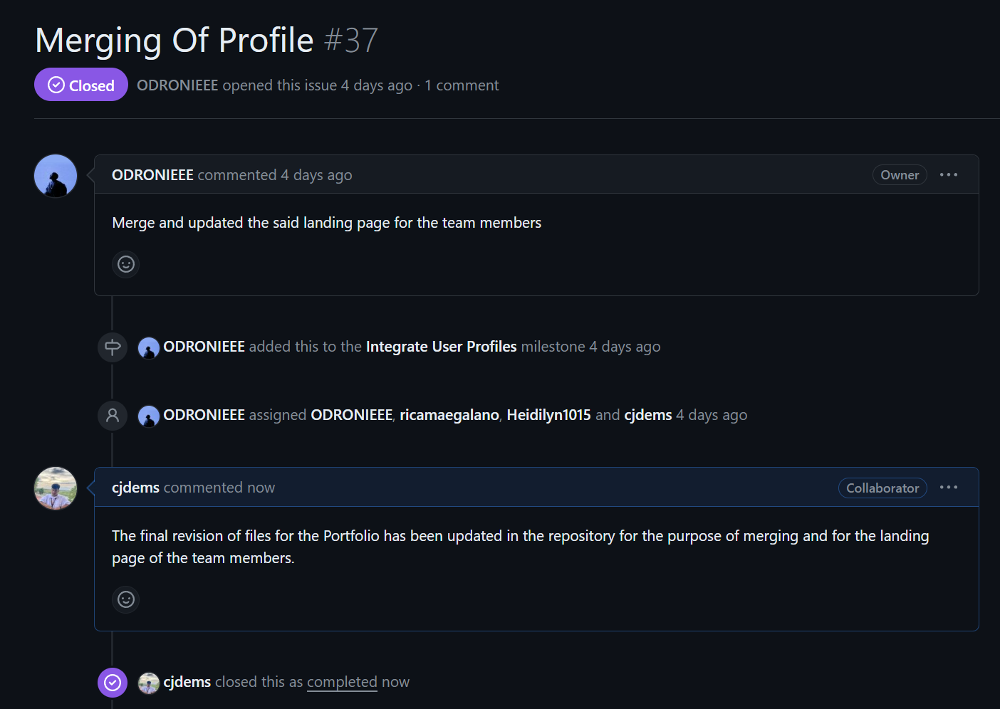 Merging Of Profile #37
Closed ODRONIEEE opened this issue 4 days ago · 1 comment
ODRONIEEE commented 4 days ago Owner
Merge and updated the said landing page for the team members
ODRONIEEE added this to the Integrate User Profiles milestone 4 days ago
ODRONIEEE assigned ODRONIEEE, ricamaegalano, Heidilyn1015 and cjdems 4 days ago
cjdems commented now Collaborator
The final revision of files for the Portfolio has been updated in the repository for the purpose of merging and for the landing
page of the team members.
cjdems closed this as completed now